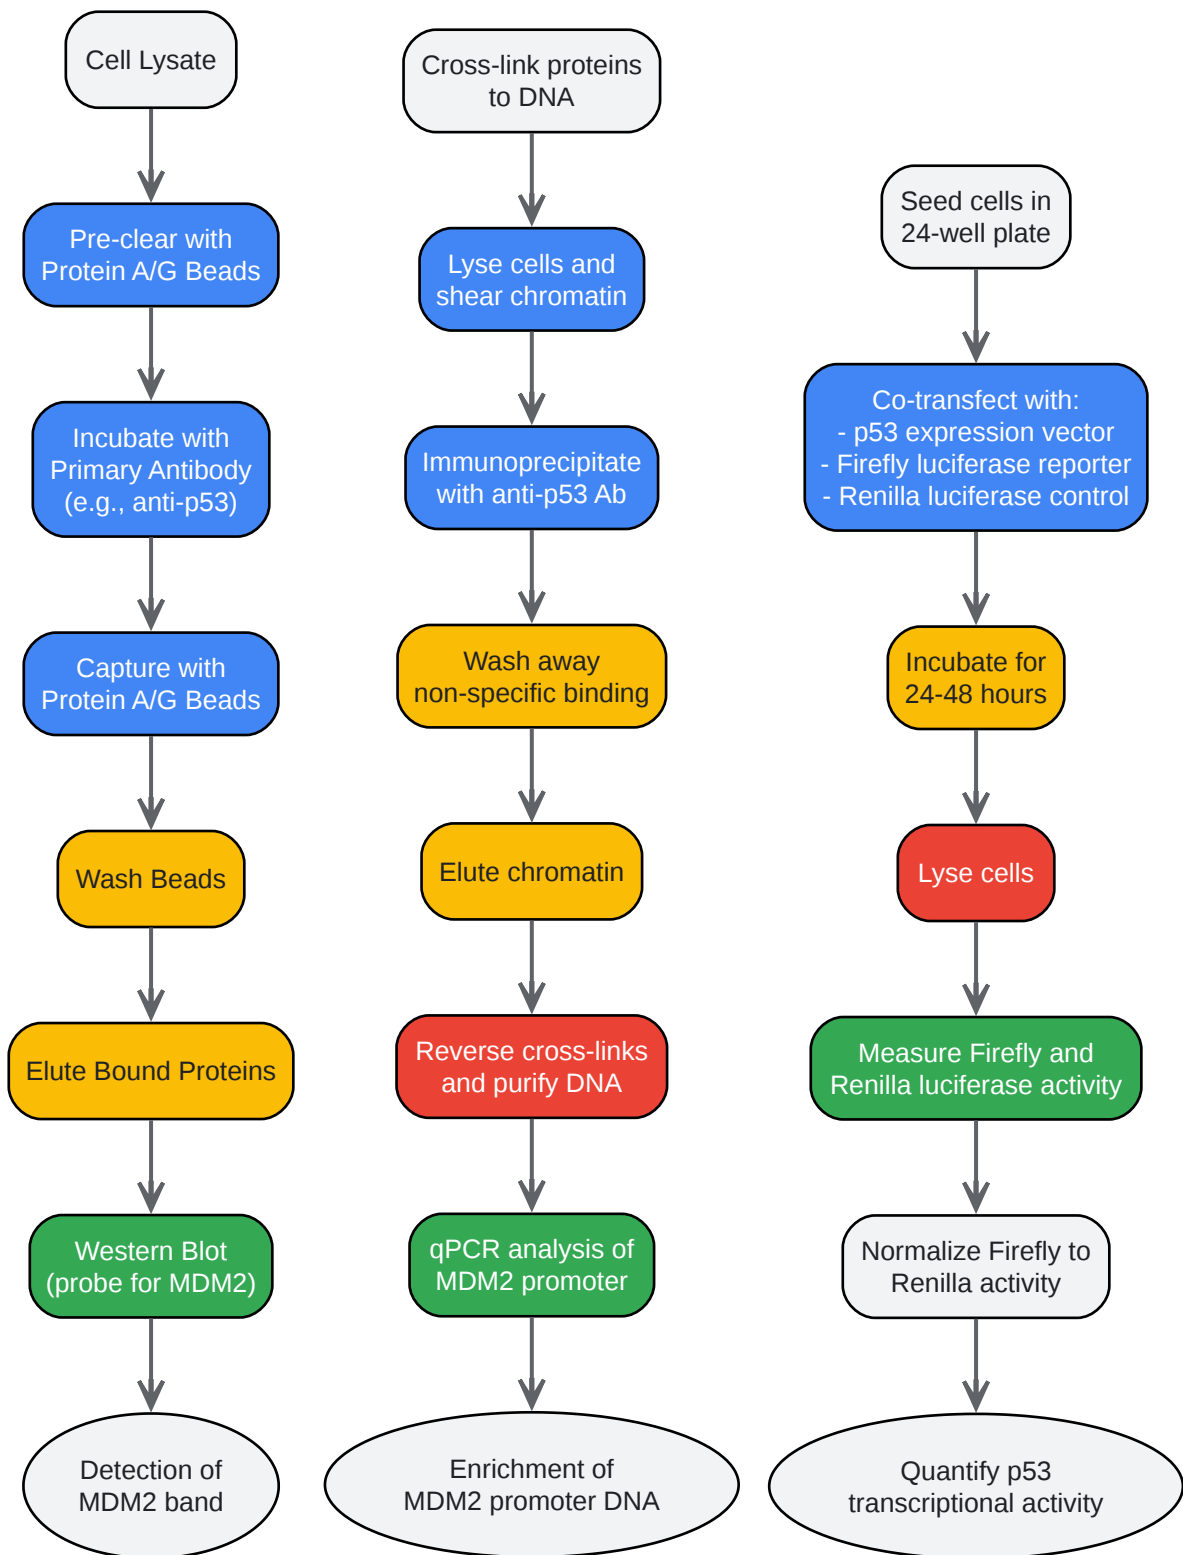 Cell Lysate
Pre-clear with
Protein A/G Beads
Incubate with
Primary Antibody
(e.g., anti-p53)
Capture with
Protein A/G Beads
Wash Beads
Elute Bound Proteins
Western Blot
(probe for MDM2)
Detection of
MDM2 band
Cross-link proteins
to DNA
Lyse cells and
shear chromatin
Immunoprecipitate
with anti-p53 Ab
Wash away
non-specific binding
Elute chromatin
Reverse cross-links
and purify DNA
qPCR analysis of
MDM2 promoter
Enrichment of
MDM2 promoter DNA
Seed cells in
24-well plate
Co-transfect with:
- p53 expression vector
- Firefly luciferase reporter
- Renilla luciferase control
Incubate for
24-48 hours
Lyse cells
Measure Firefly and
Renilla luciferase activity
Normalize Firefly to
Renilla activity
Quantify p53
transcriptional activity